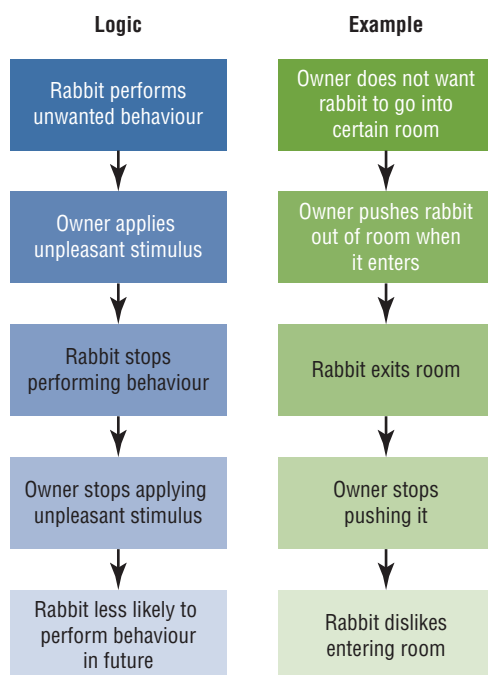 Logic
Rabbit performs
unwanted behaviour
Owner applies
unpleasant stimulus
Rabbit stops
performing behaviour
Owner stops applying
unpleasant stimulus
Rabbit less likely to
perform behaviour
in future
Example
Owner does not want
rabbit to go into
certain room
Owner pushes rabbit
out of room when
it enters
Rabbit exits room
Owner stops
pushing it
Rabbit dislikes
entering room